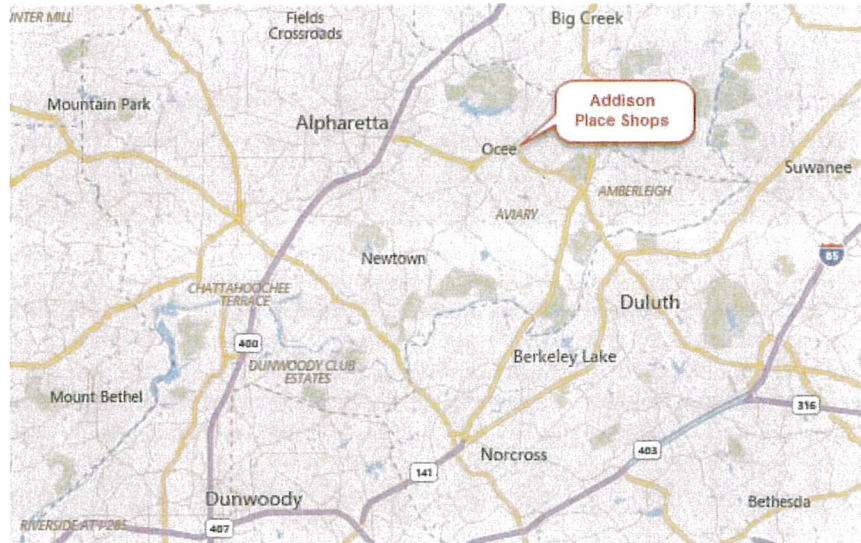 UNTER MILL
Fields
Crossroads
Big Creek
Addison
Place Shops
Mountain Park
Alpharetta
Ocee
Suwanee
AMBERLEIGH
AVIARY
85
Newtown
CHATTAHOOCHEE
TERRACE
Duluth
400
Berkeley Lake
DUNWOODY CLUB
ESTATES
Mount Bethel
316
403
Norcross
141
Dunwoody
Bethesda
RIVERSIDE AT I-285
407